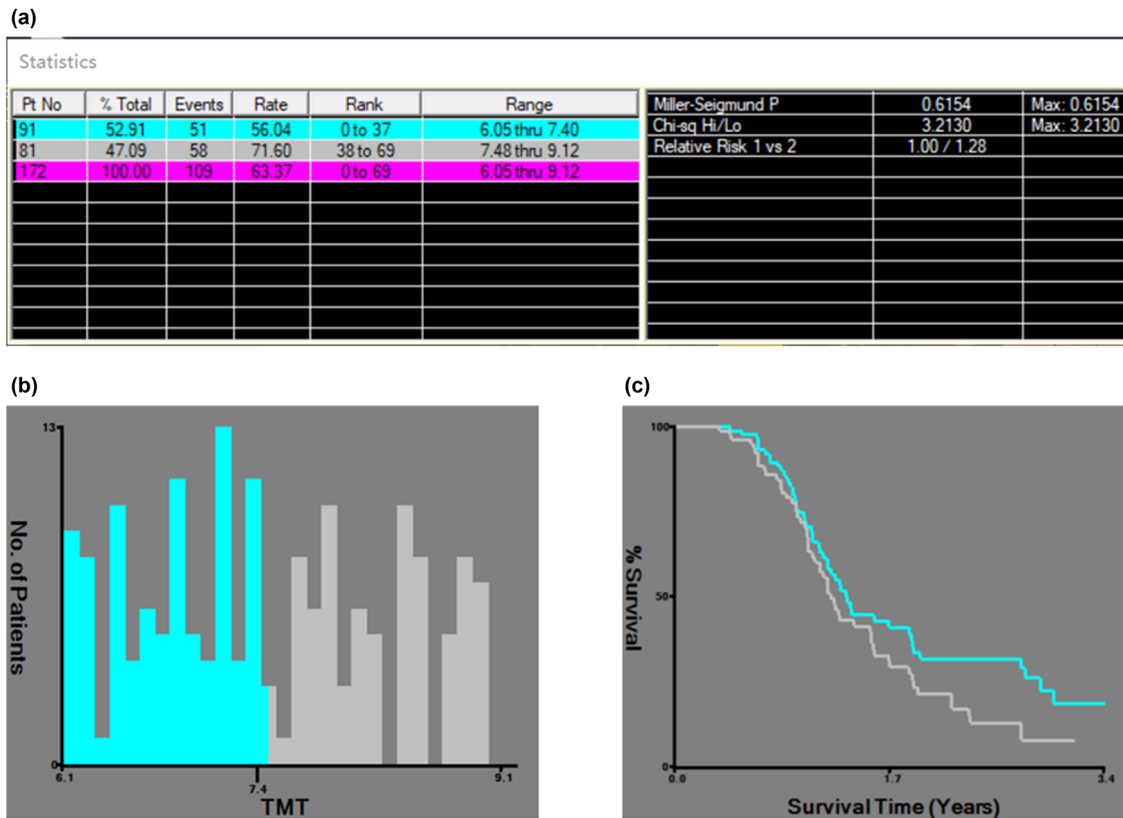 (a)
Statistics
Pt No % Total Events Rate Rank Range
91 52.91 51 56.04 0 to 37 6.05 thru 7.40
81 47.09 58 71.60 38 to 69 7.48 thru 9.12
172 100.00 109 63.37 0 to 69 6.05 thru 9.12
Miller-Seigmund P 0.6154 Max: 0.6154
Chi-sq Hi/Lo 3.2130 Max: 3.2130
Relative Risk 1 vs 2 1.00 / 1.28
(b)
13
No. of Patients
0
6.1 7.4 9.1
TMT
(c)
100
% Survival
50
0
0.0 1.7 3.4
Survival Time (Years)